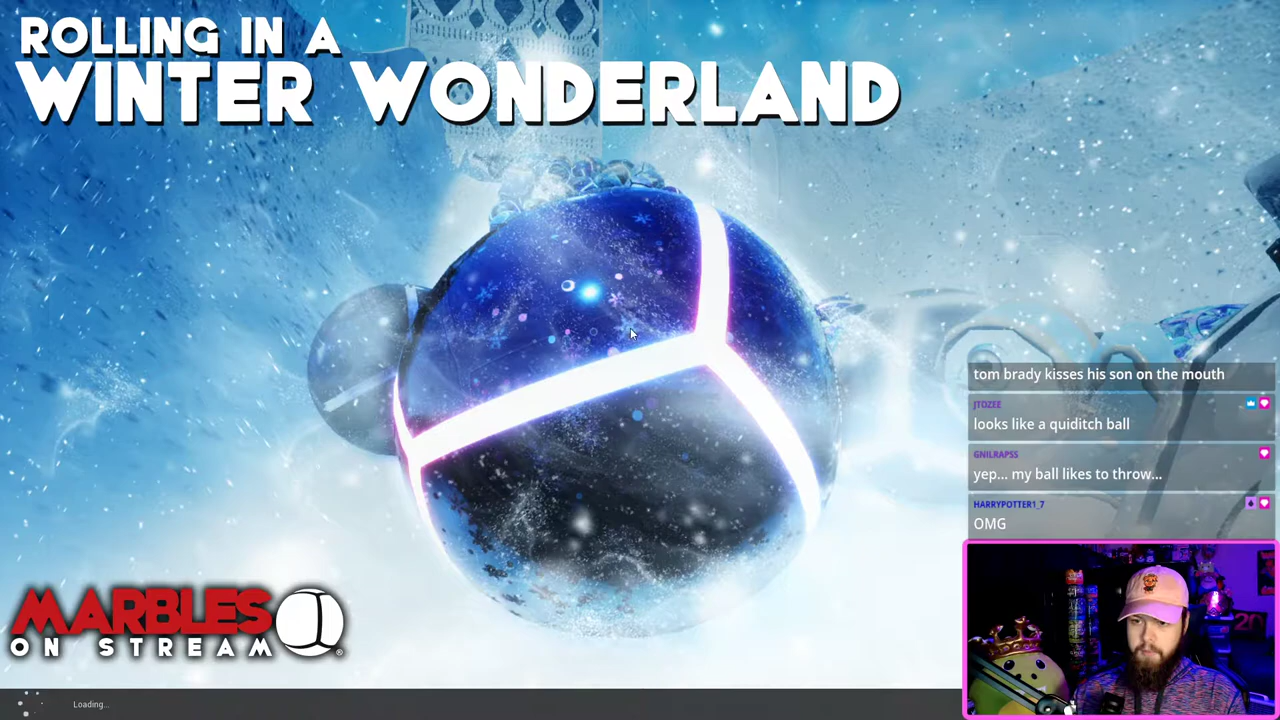 ROLLING IN A
WINTER WONDERLAND
tom brady kisses his son on the mouth
JTDZEE
looks like a quiditch ball
GNILRAPSS
yep... my ball likes to throw...
HARRYPOTTER1_7
OMG
MARBLES
ON STREAM®
Loading...